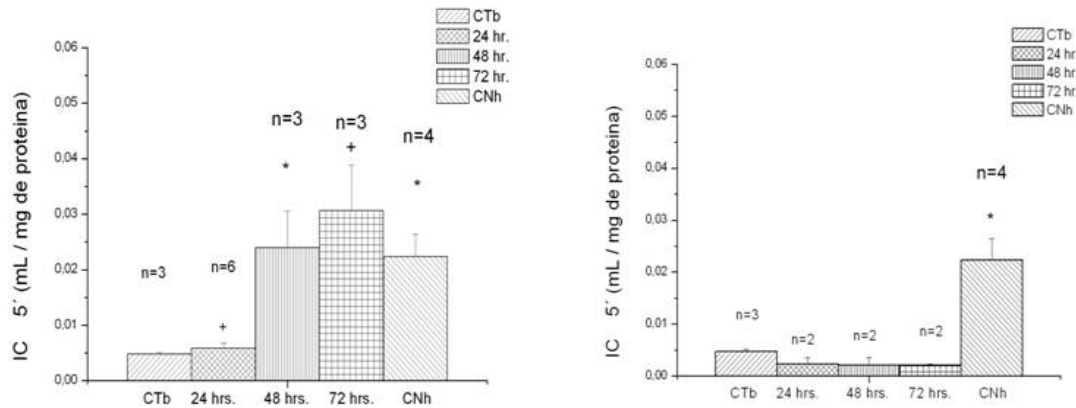 CTb
24 hr.
48 hr.
72 hr.
CNh
0,06
0,05
0,04
0,03
0,02
0,01
0,00
IC 5´ (mL / mg de proteina)
n=3
n=6
+
n=3
*
n=3
+
n=4
*
CTb 24 hrs. 48 hrs. 72 hrs. CNh
CTb
24 hr.
48 hr.
72 hr.
CNh
0,06
0,05
0,04
0,03
0,02
0,01
0,00
IC 5´ (mL / mg de proteina)
n=3
n=2
n=2
n=2
n=4
*
CTb 24 hrs. 48 hrs. 72 hrs. CNh